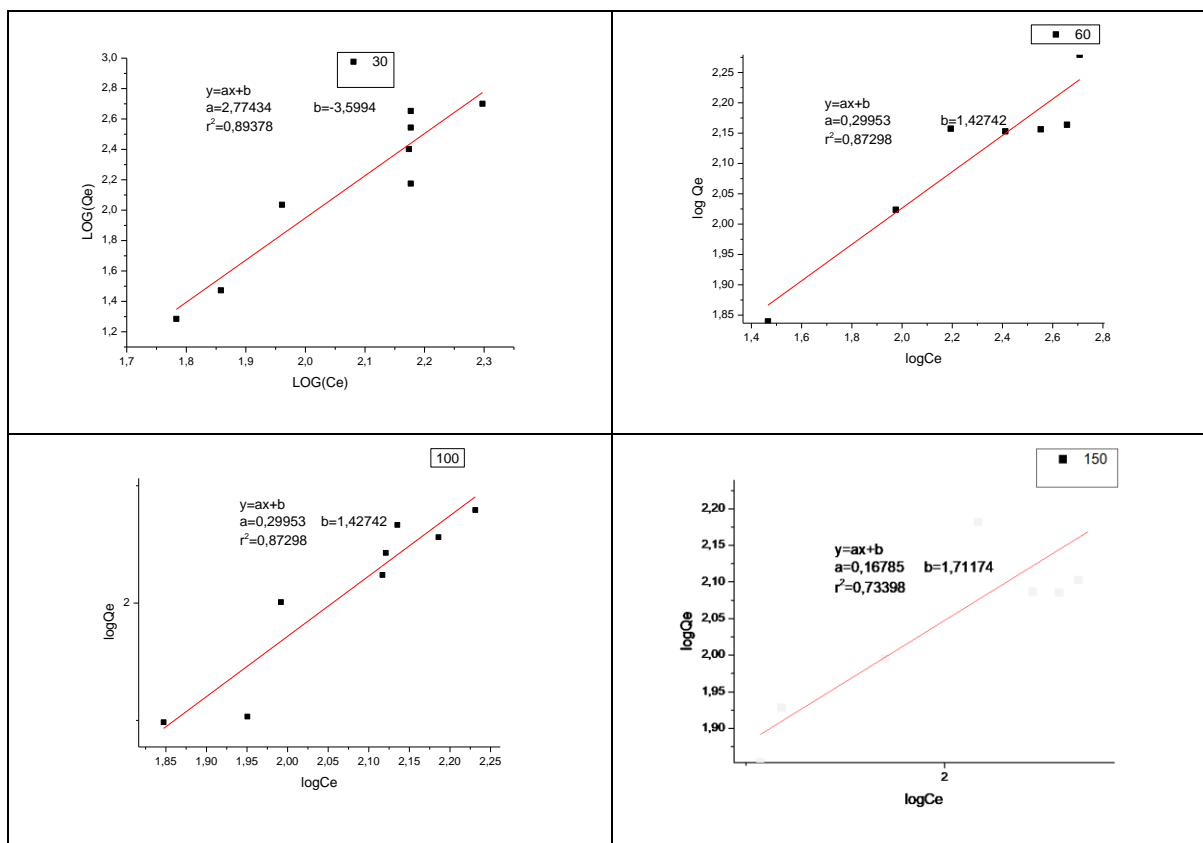 30
y=ax+b
a=2,77434 b=-3,5994
r²=0,89378
3,0
2,8
2,6
2,4
2,2
2,0
1,8
1,6
1,4
1,2
LOG(Qe)
1,7 1,8 1,9 2,0 2,1 2,2 2,3
LOG(Ce)
60
y=ax+b
a=0,29953 b=1,42742
r²=0,87298
2,25
2,20
2,15
2,10
2,05
2,00
1,95
1,90
1,85
log Qe
1,4 1,6 1,8 2,0 2,2 2,4 2,6 2,8
logCe
100
y=ax+b
a=0,29953 b=1,42742
r²=0,87298
2
logQe
1,85 1,90 1,95 2,00 2,05 2,10 2,15 2,20 2,25
logCe
150
y=ax+b
a=0,16785 b=1,71174
r²=0,73398
2,20
2,15
2,10
2,05
2,00
1,95
1,90
logQe
2
logCe